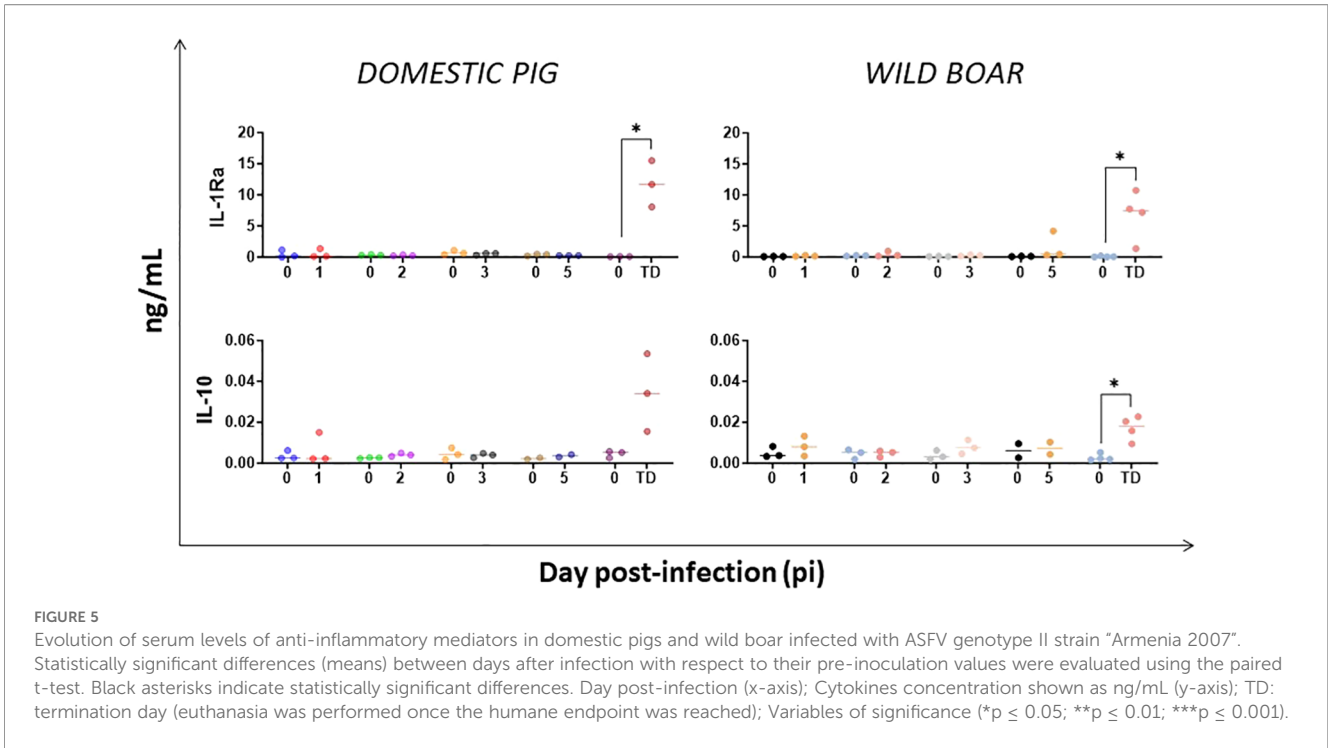 DOMESTIC PIG
WILD BOAR
ng/mL
IL-1Ra
20
15
10
5
0
*
0 1 0 2 0 3 0 5 0 TD
20
15
10
5
0
*
0 1 0 2 0 3 0 5 0 TD
IL-10
0.06
0.04
0.02
0.00
0 1 0 2 0 3 0 5 0 TD
0.06
0.04
0.02
0.00
*
0 1 0 2 0 3 0 5 0 TD
Day post-infection (pi)
FIGURE 5
Evolution of serum levels of anti-inflammatory mediators in domestic pigs and wild boar infected with ASFV genotype II strain “Armenia 2007”.
Statistically significant differences (means) between days after infection with respect to their pre-inoculation values were evaluated using the paired
t-test. Black asterisks indicate statistically significant differences. Day post-infection (x-axis); Cytokines concentration shown as ng/mL (y-axis); TD:
termination day (euthanasia was performed once the humane endpoint was reached); Variables of significance (*p ≤ 0.05; **p ≤ 0.01; ***p ≤ 0.001).